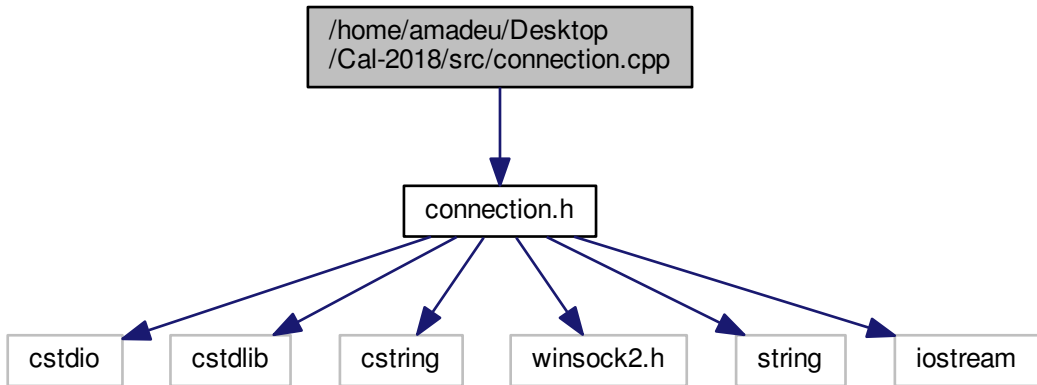 /home/amadeu/Desktop
/Cal-2018/src/connection.cpp
connection.h
cstdio
cstdlib
cstring
winsock2.h
string
iostream